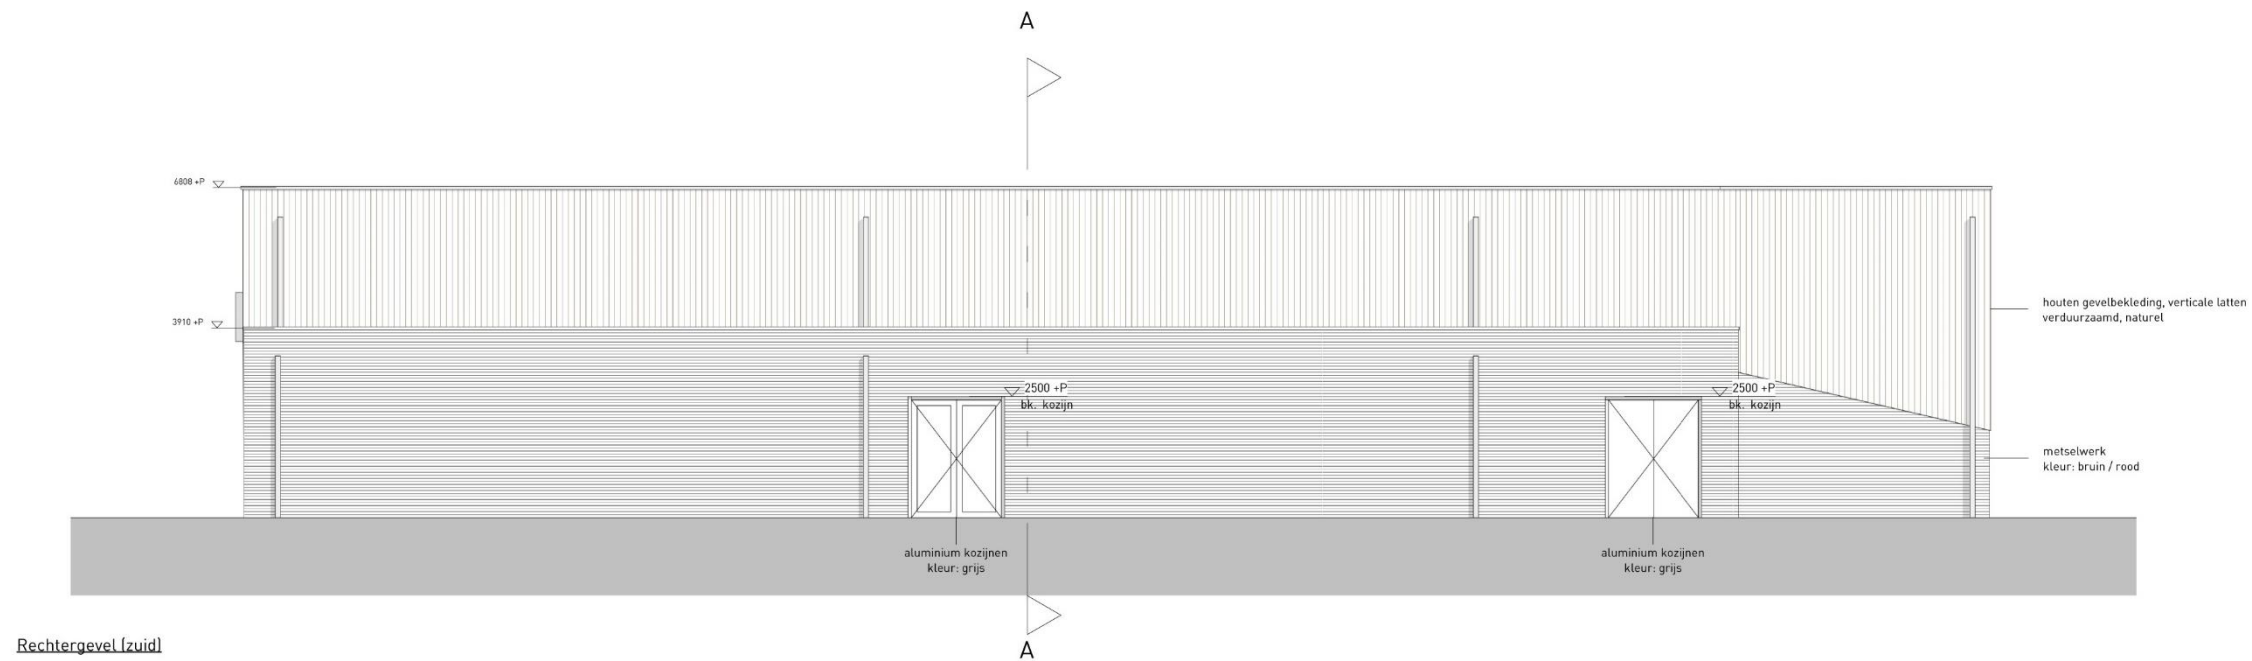 A
6808 +P
houten gevelbekleding, verticale latten
verduurzaamd, naturel
3910 +P
2500 +P
bk. kozijn
2500 +P
bk. kozijn
metselwerk
kleur: bruin / rood
aluminium kozijnen
kleur: grijs
aluminium kozijnen
kleur: grijs
Rechtergevel (zuid)
A